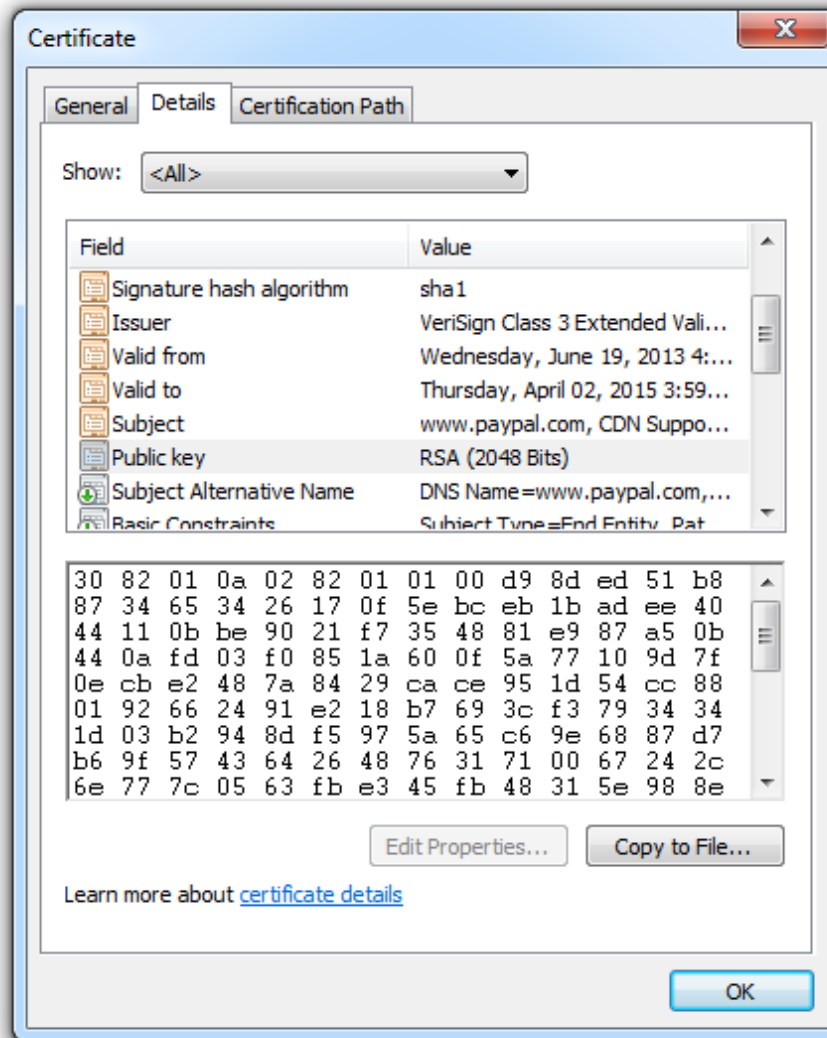 Certificate
General Details Certification Path
Show: <All>
Field Value
Signature hash algorithm sha1
Issuer VeriSign Class 3 Extended Vali...
Valid from Wednesday, June 19, 2013 4:...
Valid to Thursday, April 02, 2015 3:59...
Subject www.paypal.com, CDN Suppo...
Public key RSA (2048 Bits)
Subject Alternative Name DNS Name=www.paypal.com,...
Basic Constraints Subject Type=End Entity, Pat
30 82 01 0a 02 82 01 01 00 d9 8d ed 51 b8
87 34 65 34 26 17 0f 5e bc eb 1b ad ee 40
44 11 0b be 90 21 f7 35 48 81 e9 87 a5 0b
44 0a fd 03 f0 85 1a 60 0f 5a 77 10 9d 7f
0e cb e2 48 7a 84 29 ca ce 95 1d 54 cc 88
01 92 66 24 91 e2 18 b7 69 3c f3 79 34 34
1d 03 b2 94 8d f5 97 5a 65 c6 9e 68 87 d7
b6 9f 57 43 64 26 48 76 31 71 00 67 24 2c
6e 77 7c 05 63 fb e3 45 fb 48 31 5e 98 8e
Edit Properties... Copy to File...
Learn more about certificate details
OK